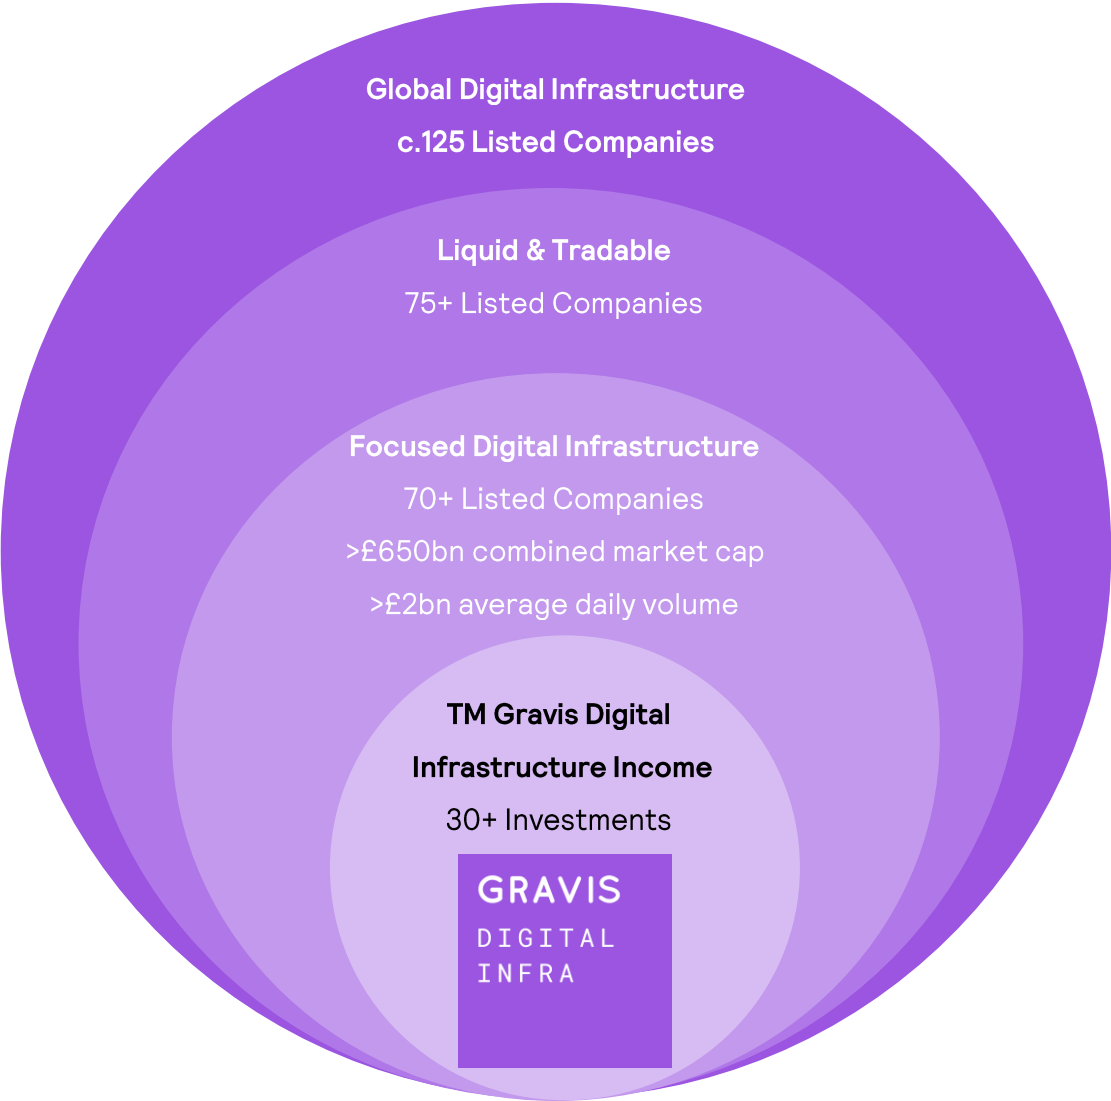 Global Digital Infrastructure
c.125 Listed Companies
Liquid & Tradable
75+ Listed Companies
Focused Digital Infrastructure
70+ Listed Companies
>£650bn combined market cap
>£2bn average daily volume
TM Gravis Digital
Infrastructure Income
30+ Investments
GRAVIS
DIGITAL
INFRA